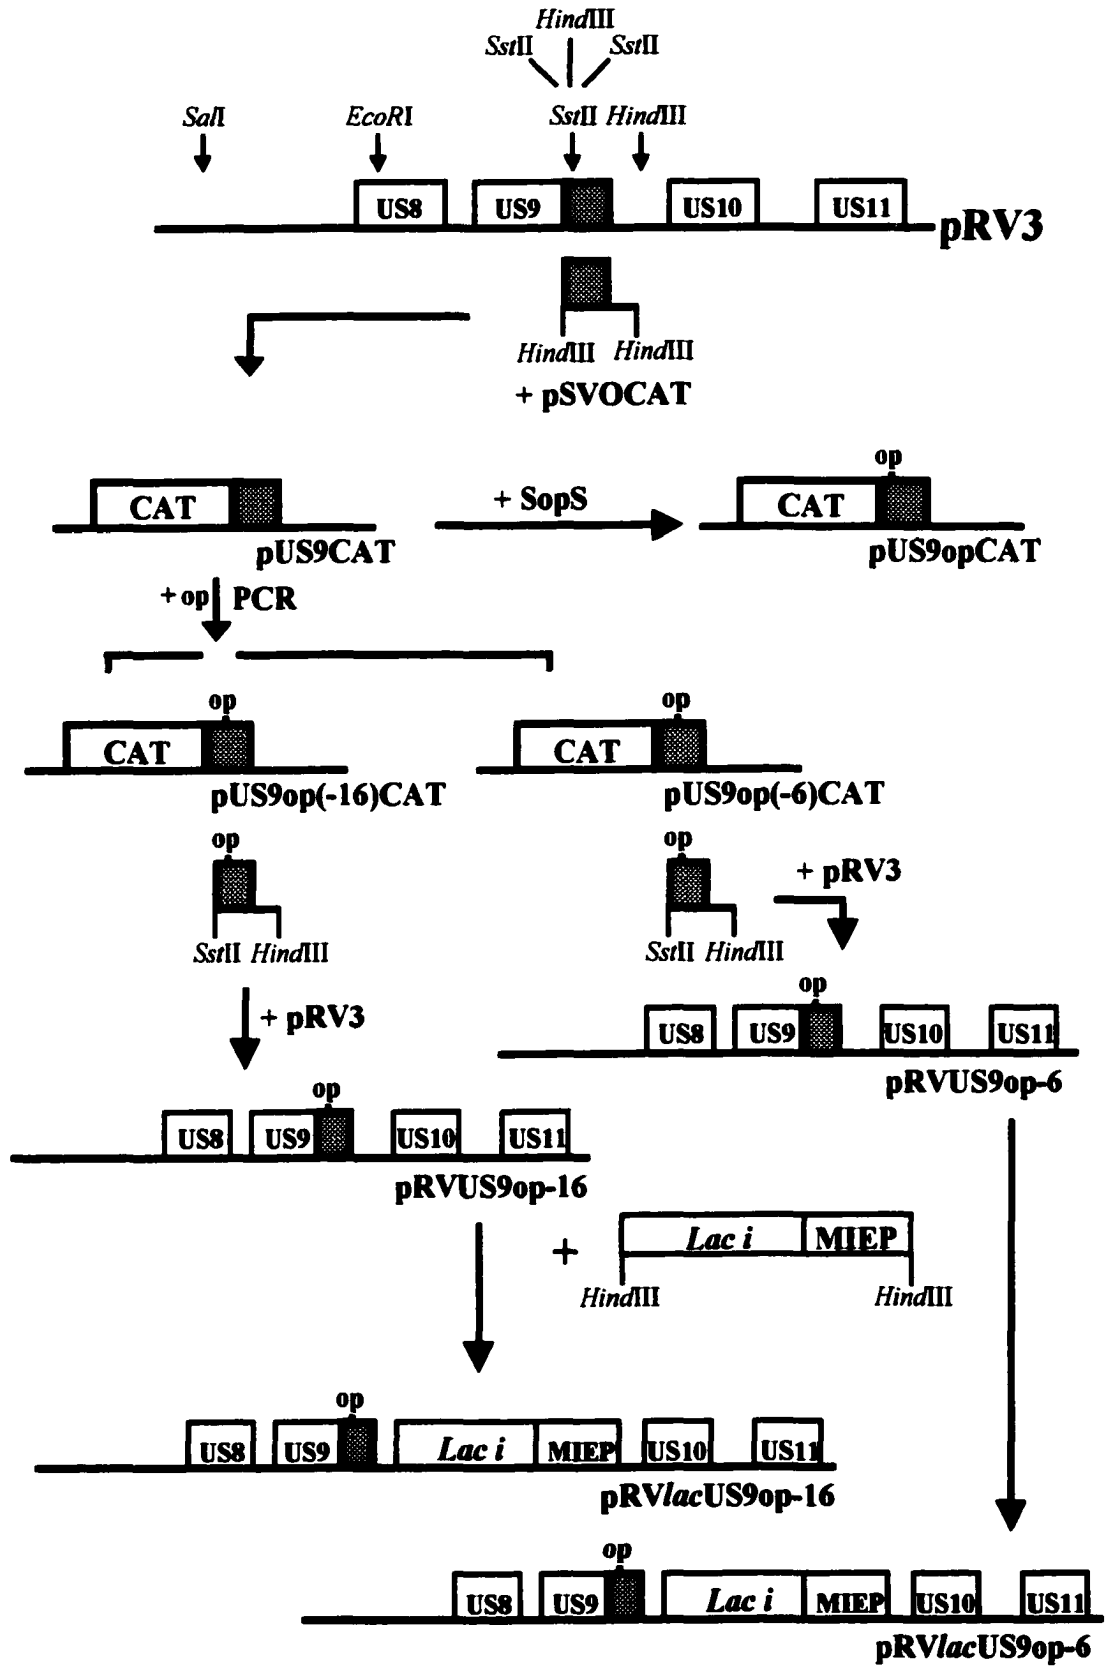 HindIII
SstII SstII
SalI EcoRI SstII HindIII
US8 US9 US10 US11
pRV3
HindIII HindIII
+ pSVOCAT
op
CAT + SopS CAT
pUS9CAT pUS9opCAT
+ op PCR
op op
CAT CAT
pUS9op(-16)CAT pUS9op(-6)CAT
op op
+ pRV3
SstII HindIII SstII HindIII
op
+ pRV3
US8 US9 US10 US11
pRVUS9op-6
op
US8 US9 US10 US11
pRVUS9op-16
+ Lac i MIEP
HindIII HindIII
op
US8 US9 Lac i MIEP US10 US11
pRVlacUS9op-16
op
US8 US9 Lac i MIEP US10 US11
pRVlacUS9op-6